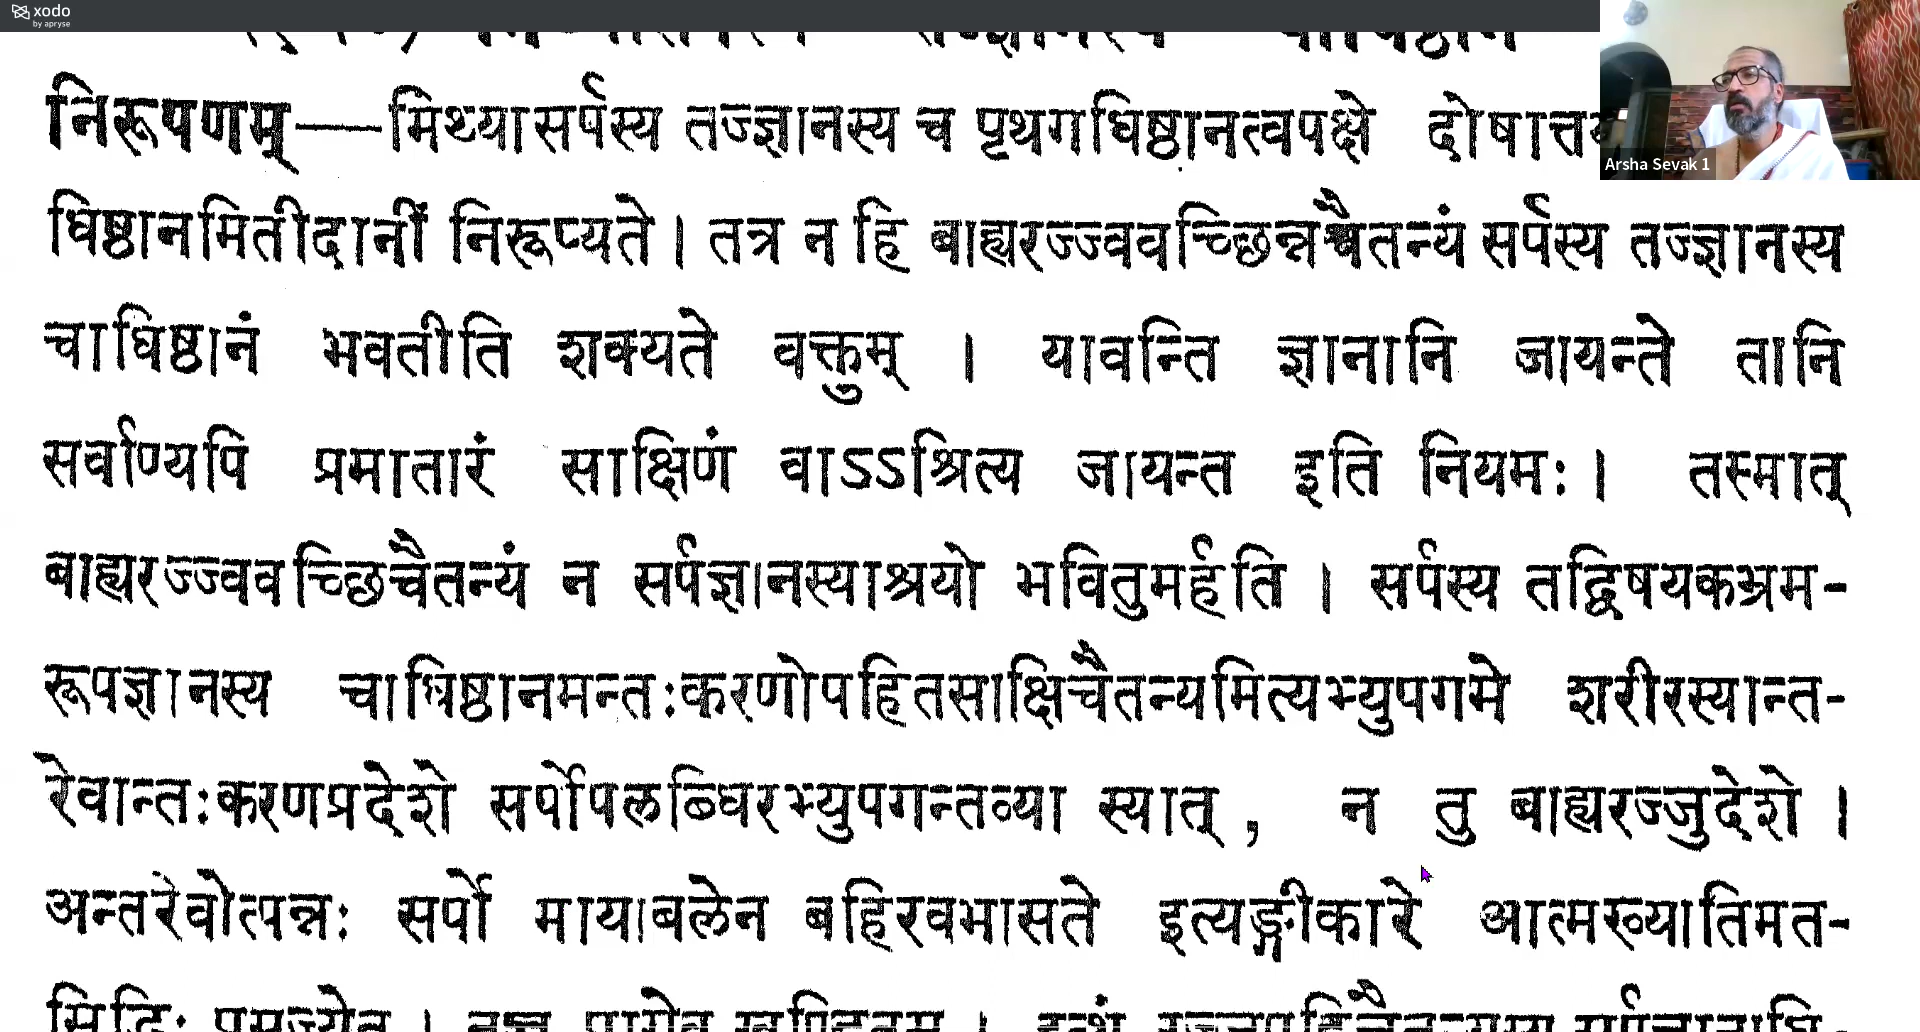 xodo
by apryse
निरूपणम्——मिथ्यासर्पस्य तज्ज्ञानस्य च पृथगधिष्ठानत्वपक्षे दोषात्त
Arsha Sevak 1
धिष्ठानमितीदानीं निरूप्यते । तत्र न हि बाह्यरज्ज्ववच्छिन्नचैतन्यं सर्पस्य तज्ज्ञानस्य
चाधिष्ठानं भवतीति शक्यते वक्तुम् । यावन्ति ज्ञानानि जायन्ते तानि
सर्वाण्यपि प्रमातारं साक्षिणं वाऽऽश्रित्य जायन्त इति नियमः । तस्मात्
बाह्यरज्ज्ववच्छिचैतन्यं न सर्पज्ञानस्याश्रयो भवितुमर्हति । सर्पस्य तद्विषयकभ्रम-
रूपज्ञानस्य चाधिष्ठानमन्तःकरणोपहितसाक्षिचैतन्यमित्यभ्युपगमे शरीरस्यान्त-
रेवान्तःकरणप्रदेशे सर्पोपलब्धिरभ्युपगन्तव्या स्यात्, न तु बाह्यरज्जुदेशे ।
अन्तरेवोत्पन्नः सर्पो मायाबलेन बहिरवभासते इत्यङ्गीकारे आत्मख्यातिमत-